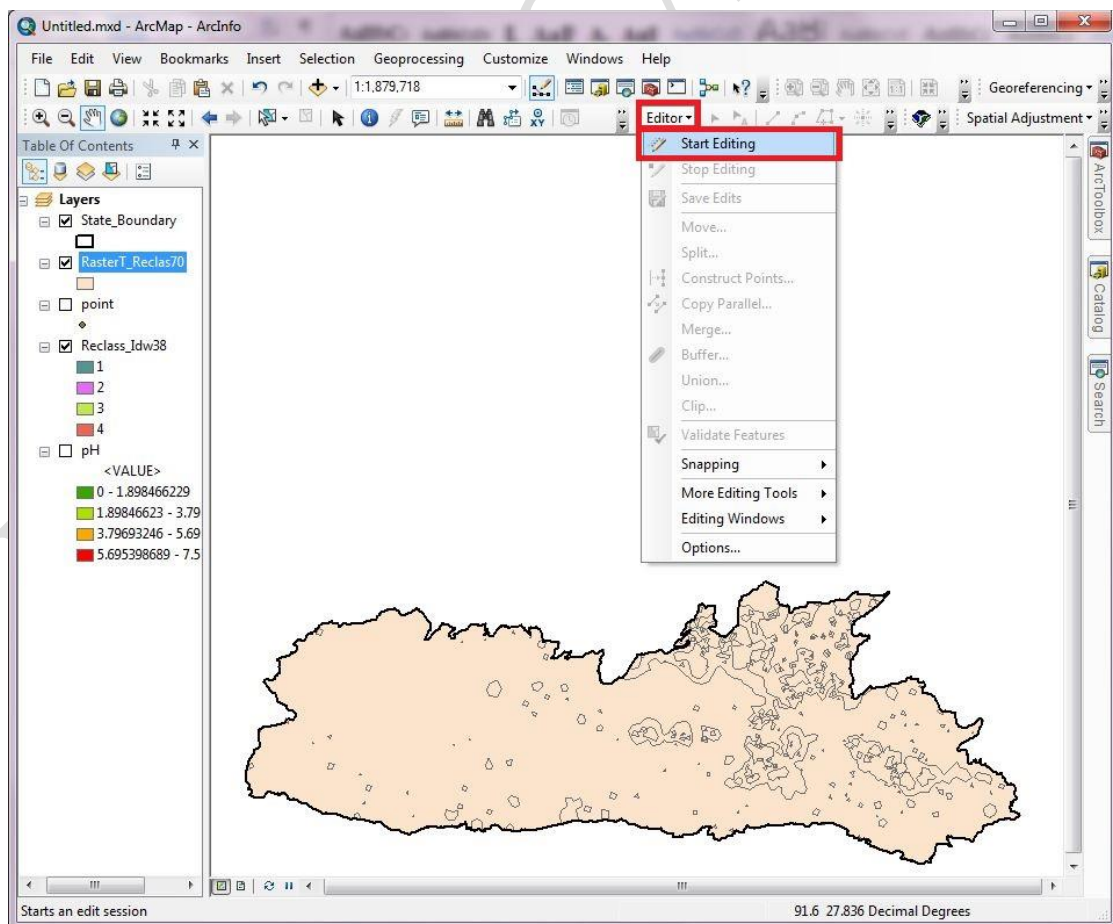 Untitled.mxd - ArcMap - ArcInfo
File Edit View Bookmarks Insert Selection Geoprocessing Customize Windows Help
1:1,879,718
Georeferencing
Editor
Spatial Adjustment
Table Of Contents
Layers
State_Boundary
RasterT_Reclas70
point
Reclass_Idw38
1
2
3
4
pH
<VALUE>
0 - 1.898466229
1.89846623 - 3.79
3.79693246 - 5.69
5.695398689 - 7.5
Start Editing
Stop Editing
Save Edits
Move...
Split...
Construct Points...
Copy Parallel...
Merge...
Buffer...
Union...
Clip...
Validate Features
Snapping
More Editing Tools
Editing Windows
Options...
ArcToolbox
Catalog
Search
Starts an edit session
91.6 27.836 Decimal Degrees